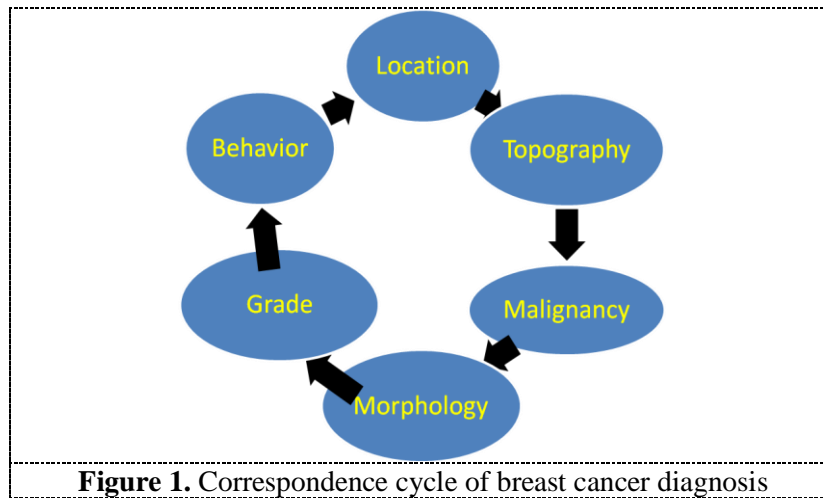 Location
Behavior
Topography
Grade
Malignancy
Morphology
Figure 1. Correspondence cycle of breast cancer diagnosis